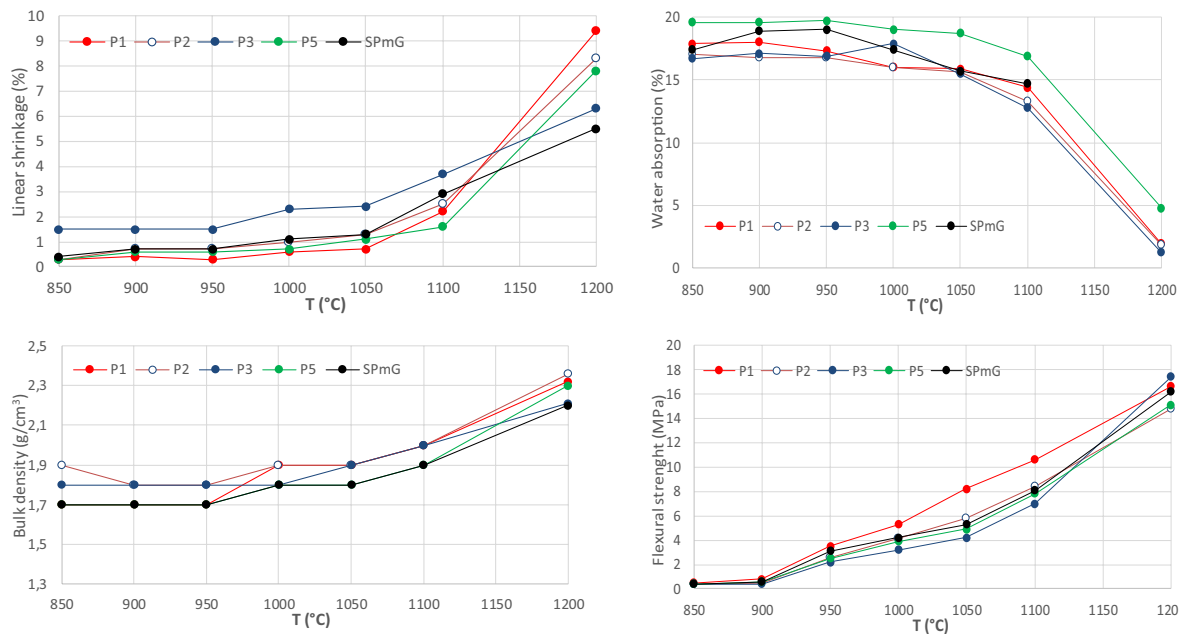 Linear shrinkage (%)
10
9
8
7
6
5
4
3
2
1
0
P1 P2 P3 P5 SPmG
850 900 950 1000 1050 1100 1200
T (°C)
Water absorption (%)
20
15
10
5
0
P1 P2 P3 P5 SPmG
850 900 950 1000 1050 1100 1200
T (°C)
Bulk density (g/cm³)
2,5
2,3
2,1
1,9
1,7
1,5
1,3
P1 P2 P3 P5 SPmG
850 900 950 1000 1050 1100 1200
T (°C)
Flexural strenght (MPa)
20
18
16
14
12
10
8
6
4
2
0
P1 P2 P3 P5 SPmG
850 900 950 1000 1050 1100 1200
T (°C)